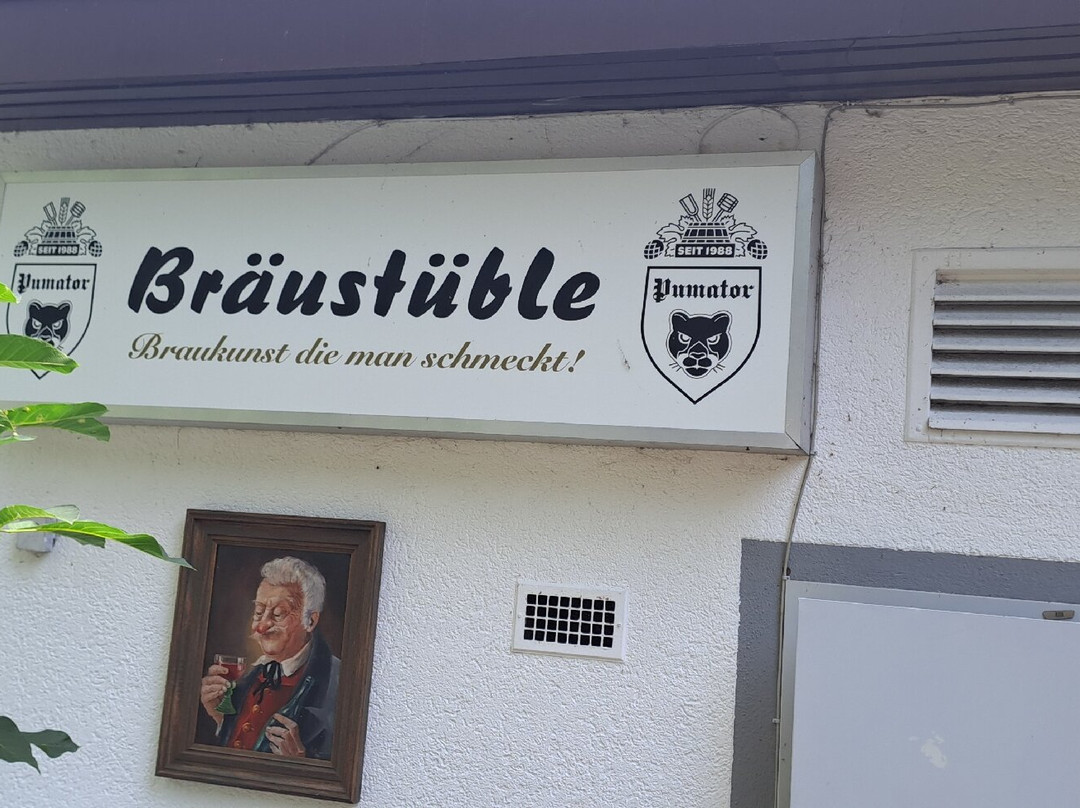 SEIT 1988
Pumator
Bräustüble
Braukunst die man schmeckt!
SEIT 1988
Pumator